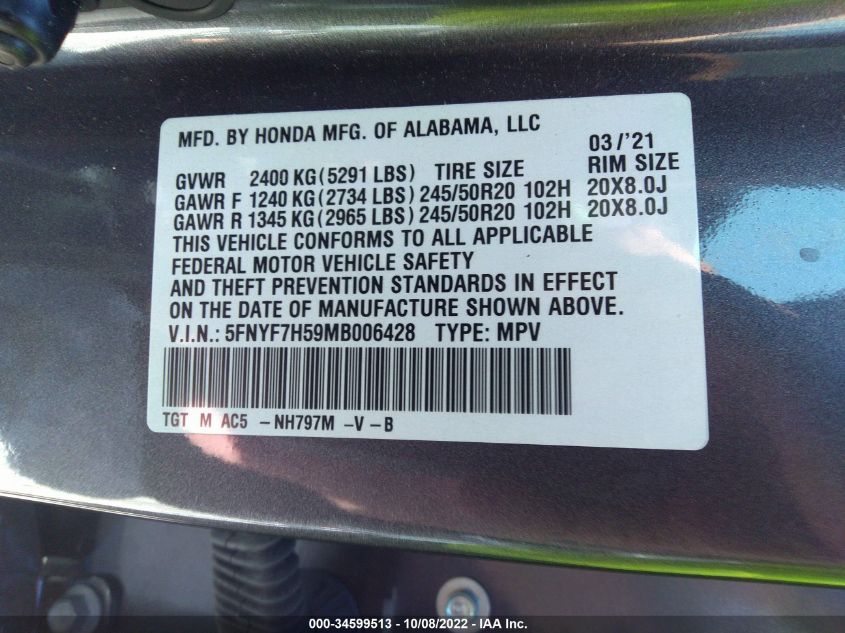 MFD. BY HONDA MFG. OF ALABAMA, LLC
03/'21
GVWR 2400 KG(5291 LBS) TIRE SIZE RIM SIZE
GAWR F 1240 KG(2734 LBS) 245/50R20 102H 20X8.0J
GAWR R 1345 KG(2965 LBS) 245/50R20 102H 20X8.0J
THIS VEHICLE CONFORMS TO ALL APPLICABLE
FEDERAL MOTOR VEHICLE SAFETY
AND THEFT PREVENTION STANDARDS IN EFFECT
ON THE DATE OF MANUFACTURE SHOWN ABOVE.
V.I.N.: 5FNYF7H59MB006428 TYPE: MPV
TGT M AC5 -NH797M -V -B
000-34599513 - 10/08/2022 - IAA Inc.